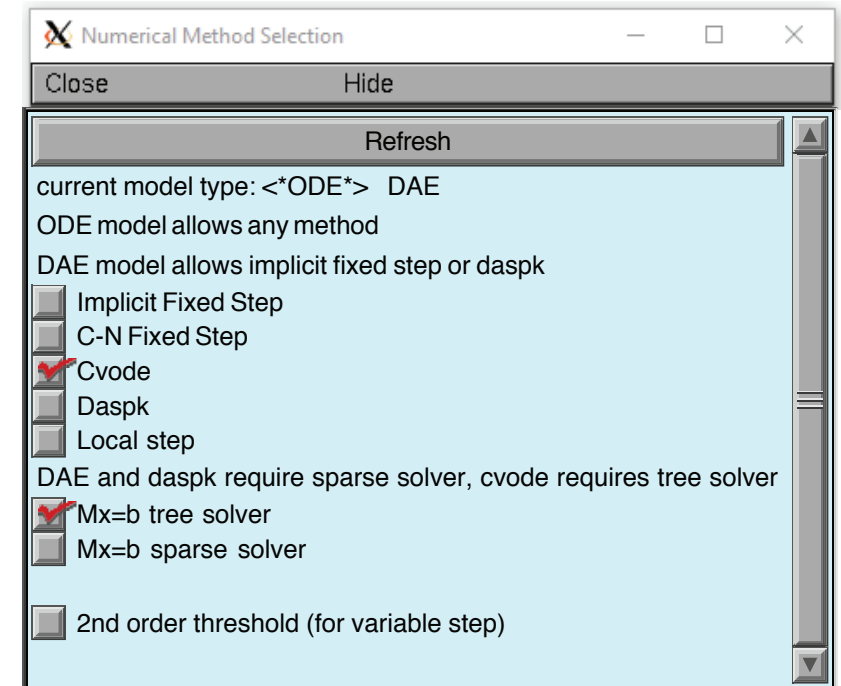 Numerical Method Selection
Close Hide
Refresh
current model type: <*ODE*> DAE
ODE model allows any method
DAE model allows implicit fixed step or daspk
Implicit Fixed Step
C-N Fixed Step
Cvode
Daspk
Local step
DAE and daspk require sparse solver, cvode requires tree solver
Mx=b tree solver
Mx=b sparse solver
2nd order threshold (for variable step)